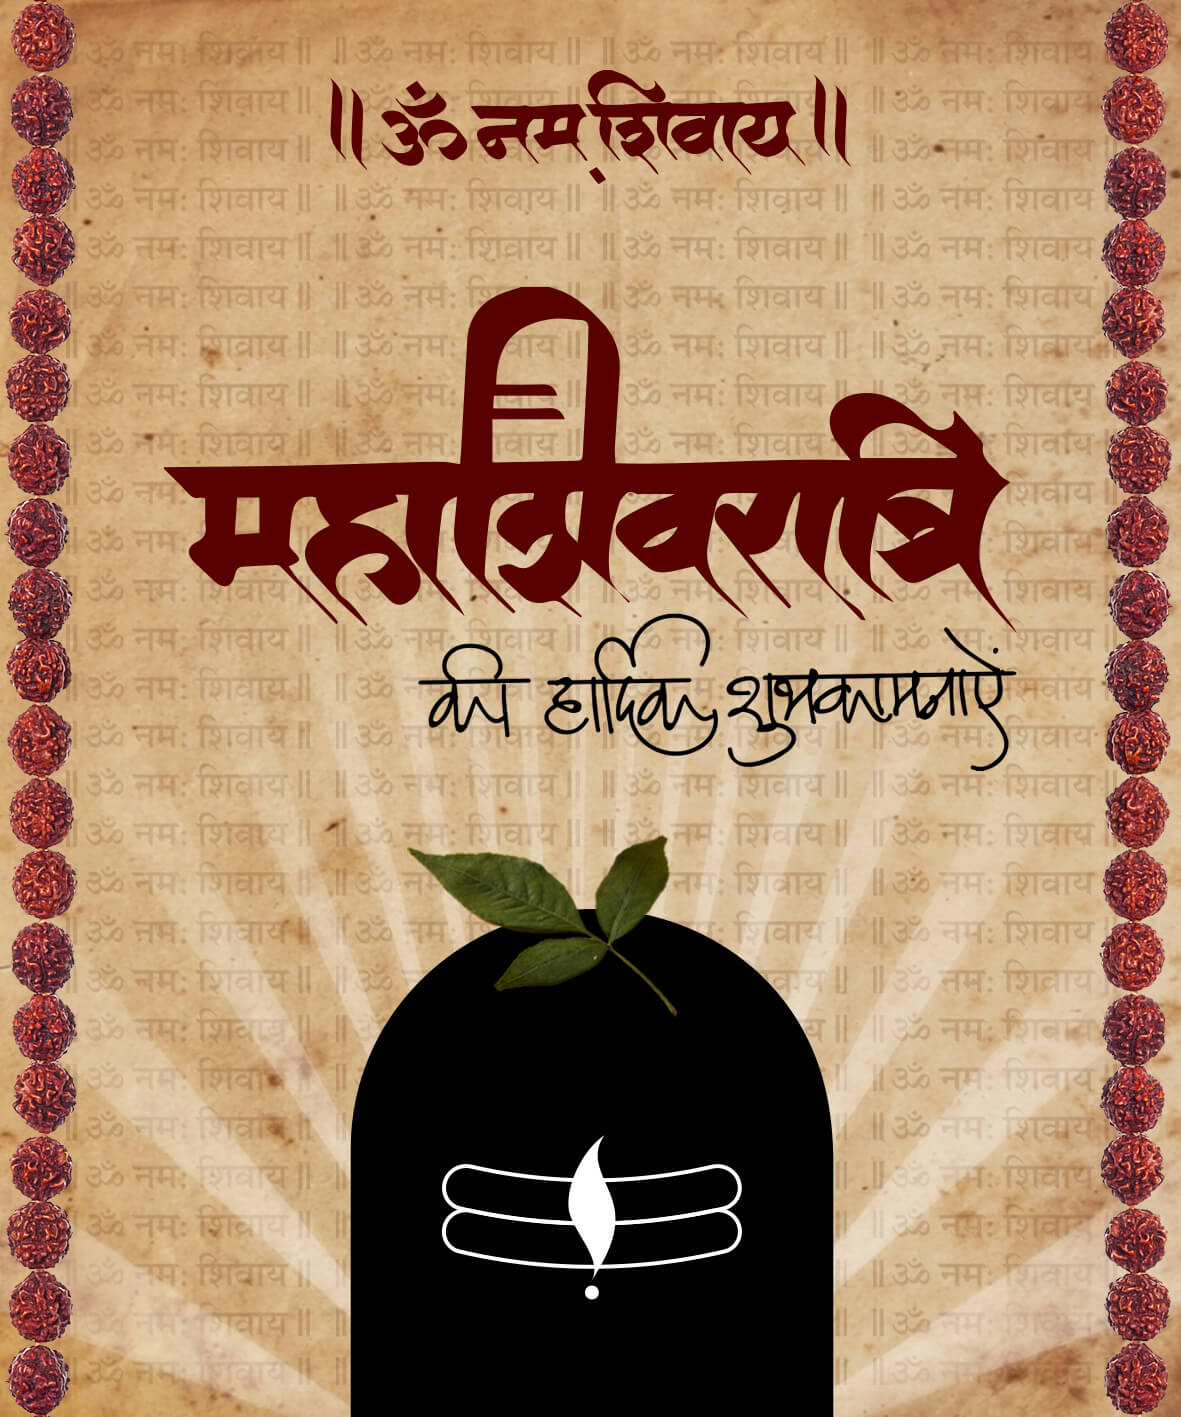 ॥ ॐ नमः शिवाय ॥
महाशिवरात्रि
की हार्दिक शुभकामनाएँ